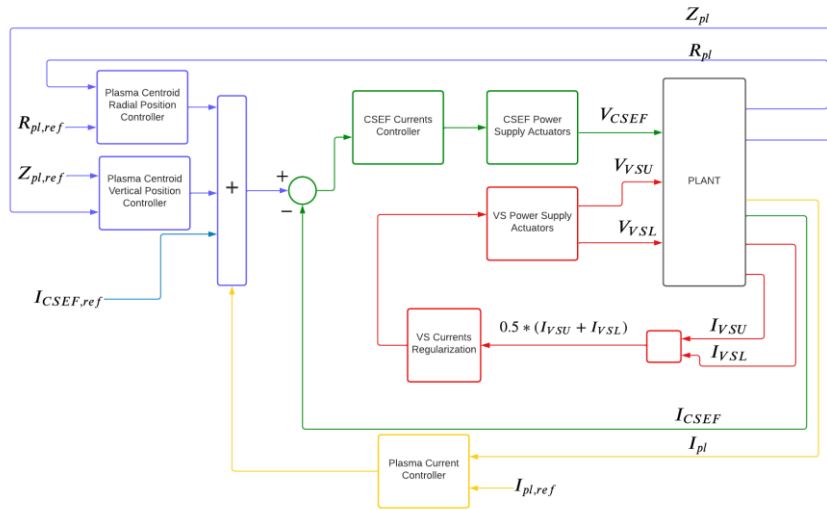 Z_{pl}
R_{pl}
Plasma Centroid
Radial Position
Controller
R_{pl,ref}
Z_{pl,ref}
Plasma Centroid
Vertical Position
Controller
I_{CSEF,ref}
+
+
−
CSEF Currents
Controller
CSEF Power
Supply Actuators
V_{CSEF}
V_{VSU}
V_{VSL}
VS Power Supply
Actuators
PLANT
VS Currents
Regularization
0.5 * (I_{VSU} + I_{VSL})
I_{VSU}
I_{VSL}
I_{CSEF}
I_{pl}
Plasma Current
Controller
I_{pl,ref}